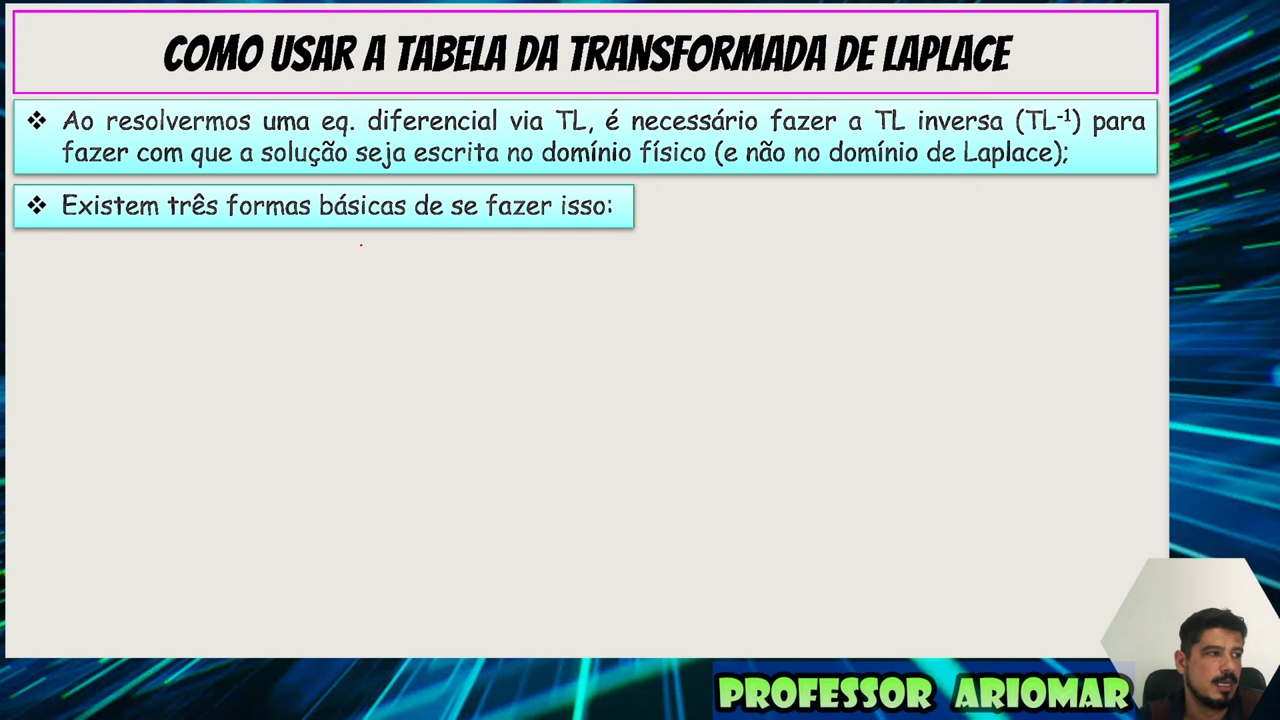 COMO USAR A TABELA DA TRANSFORMADA DE LAPLACE
❖ Ao resolvermos uma eq. diferencial via TL, é necessário fazer a TL inversa (TL⁻¹) para
fazer com que a solução seja escrita no domínio físico (e não no domínio de Laplace);
❖ Existem três formas básicas de se fazer isso:
PROFESSOR ARIOMAR